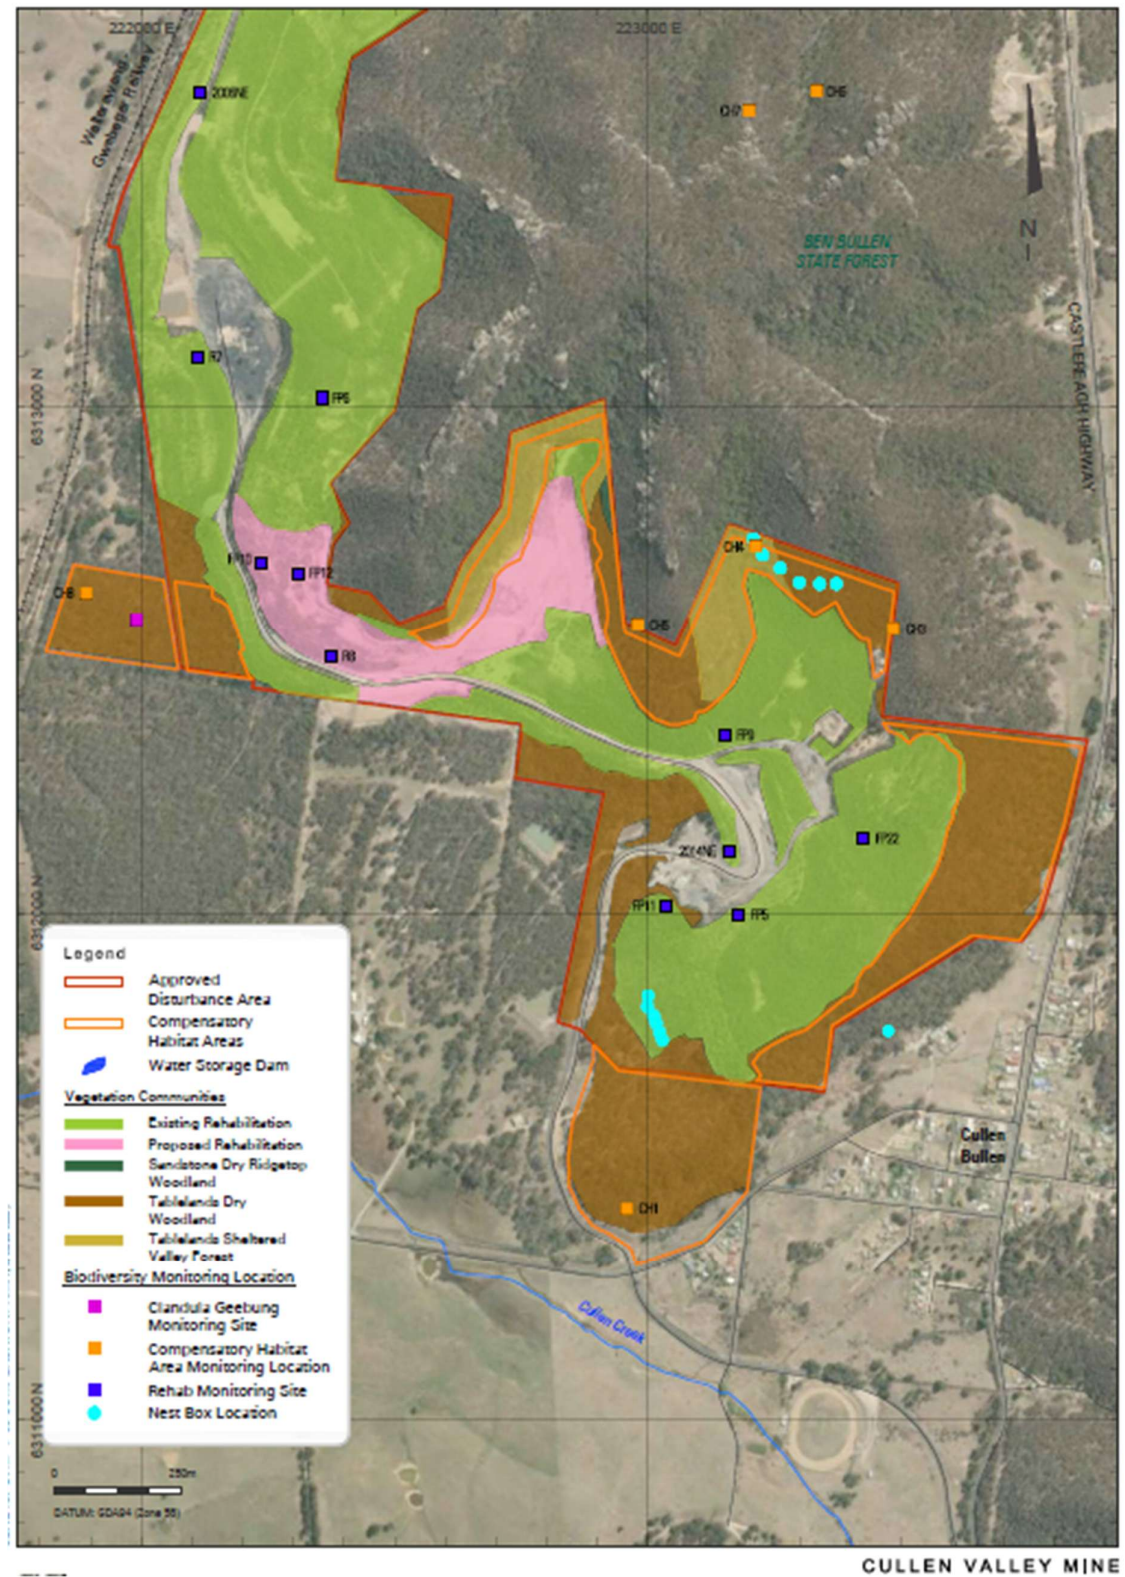 222000 E
223000 E
2006NE
CH7
CH6
Wallerawang
Gwabegar Railway
N
BEN BULLEN
STATE FOREST
CASTLEREAGH HIGHWAY
R7
FP6
6313000 N
CH4
FP10
FP12
CH8
CH5
CH3
R8
FP9
FP22
2014NE
FP11
FP5
6312000 N
Legend
Approved
Disturbance Area
Compensatory
Habitat Areas
Water Storage Dam
Vegetation Communities
Existing Rehabilitation
Proposed Rehabilitation
Sandstone Dry Ridgetop
Woodland
Tablelands Dry
Woodland
Tablelands Sheltered
Valley Forest
Biodiversity Monitoring Location
Clandula Geebung
Monitoring Site
Compensatory Habitat
Area Monitoring Location
Rehab Monitoring Site
Nest Box Location
Cullen
Bullen
CH1
Cullen Creek
6311000 N
0 250m
DATUM: GDA94 (Zone 56)
CULLEN VALLEY MINE